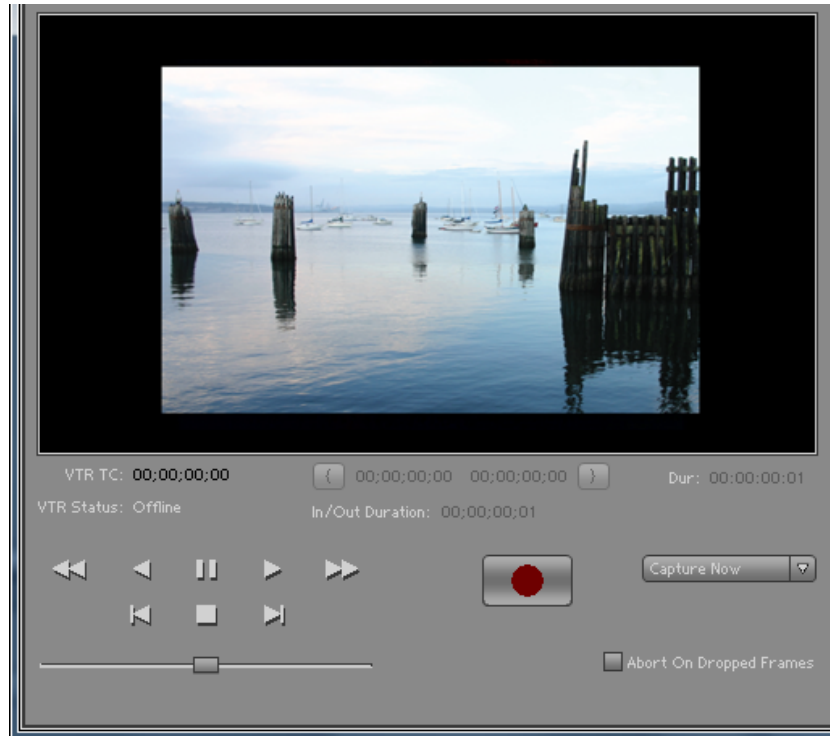 VTR TC: 00;00;00;00 { 00;00;00;00 00;00;00;00 } Dur: 00:00:00:01
VTR Status: Offline In/Out Duration: 00;00;00;01
Capture Now
Abort On Dropped Frames